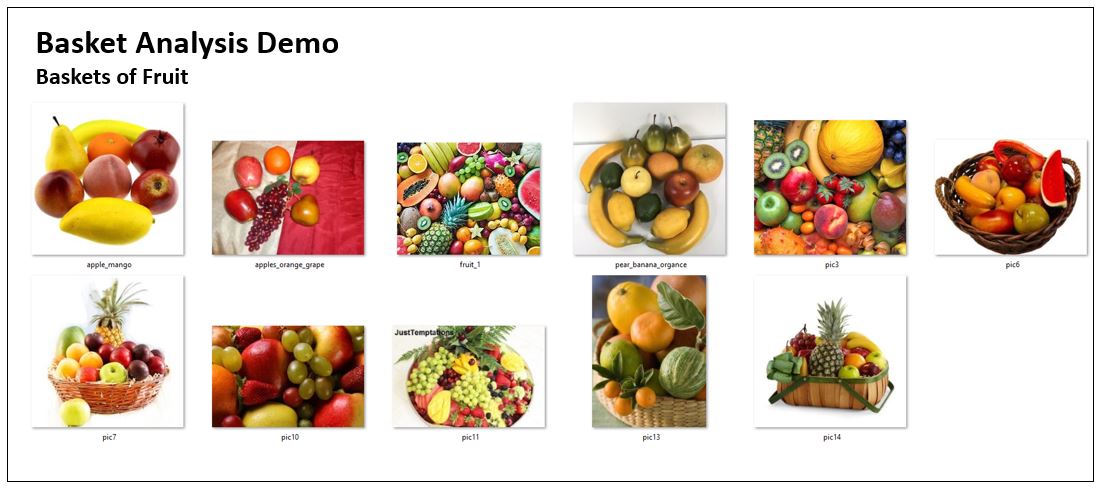 Basket Analysis Demo
Baskets of Fruit
apple_mango
apples_orange_grape
fruit_1
pear_banana_organce
pic3
pic6
JustTemptations
pic7
pic10
pic11
pic13
pic14